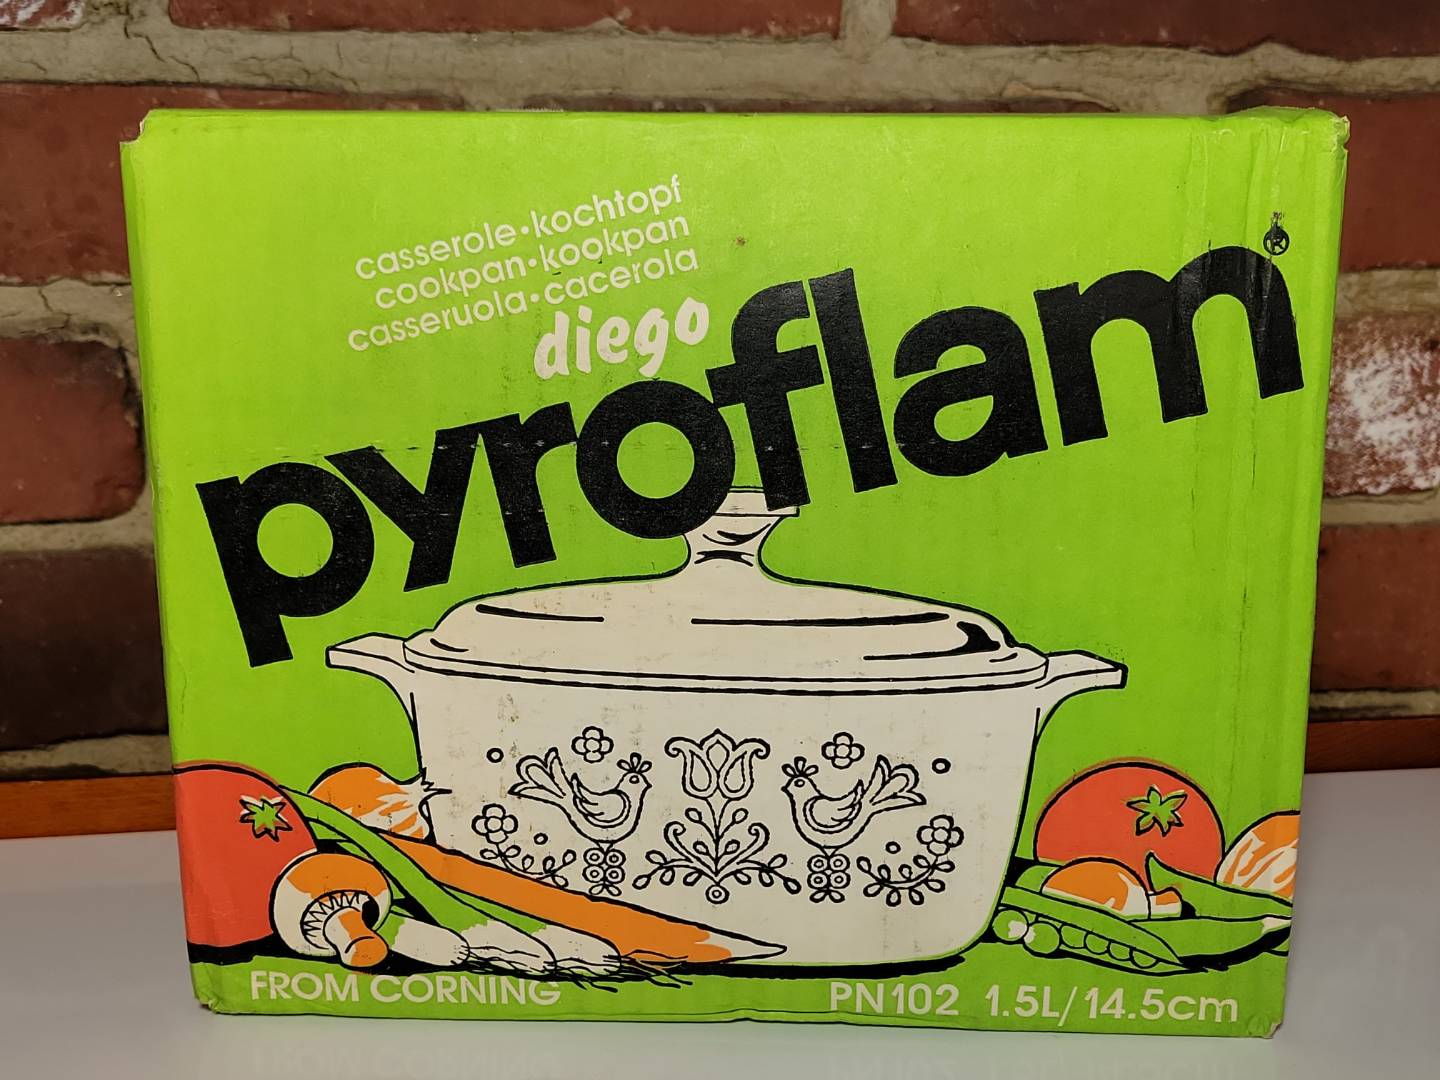 casserole·kochtopf
cookpan·kookpan
casseruola·cacerola
diego
pyroflam®
FROM CORNING
PN102 1.5L/14.5cm